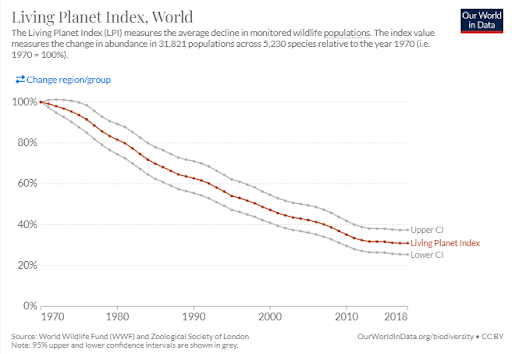 Living Planet Index, World
Our World
in Data
The Living Planet Index (LPI) measures the average decline in monitored wildlife populations. The index value
measures the change in abundance in 31,821 populations across 5,230 species relative to the year 1970 (i.e.
1970 = 100%).
Change region/group
100%
80%
60%
40%
20%
0%
Upper CI
Living Planet Index
Lower CI
1970 1980 1990 2000 2010 2018
Source: World Wildlife Fund (WWF) and Zoological Society of London
OurWorldInData.org/biodiversity • CC BY
Note: 95% upper and lower confidence intervals are shown in grey.